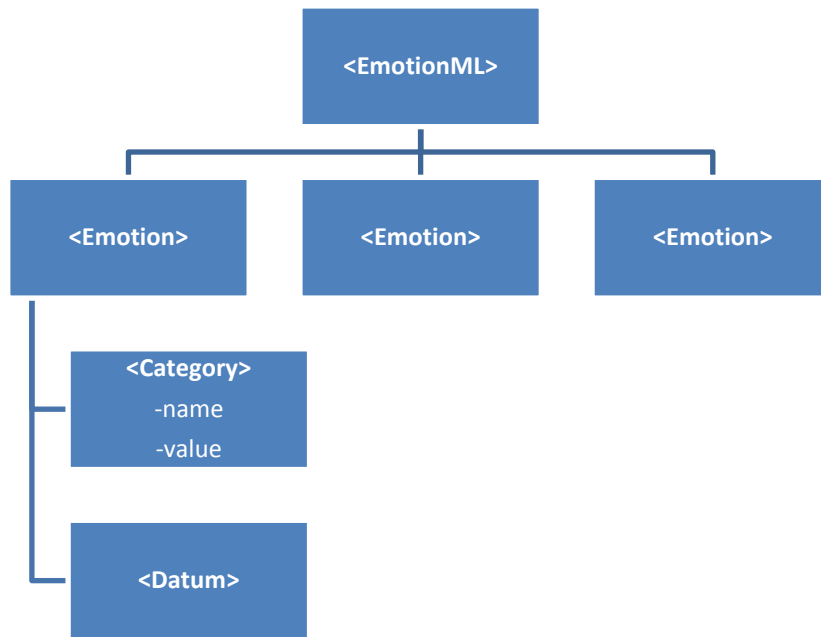 <EmotionML>
<Emotion>
<Emotion>
<Emotion>
<Category>
-name
-value
<Datum>